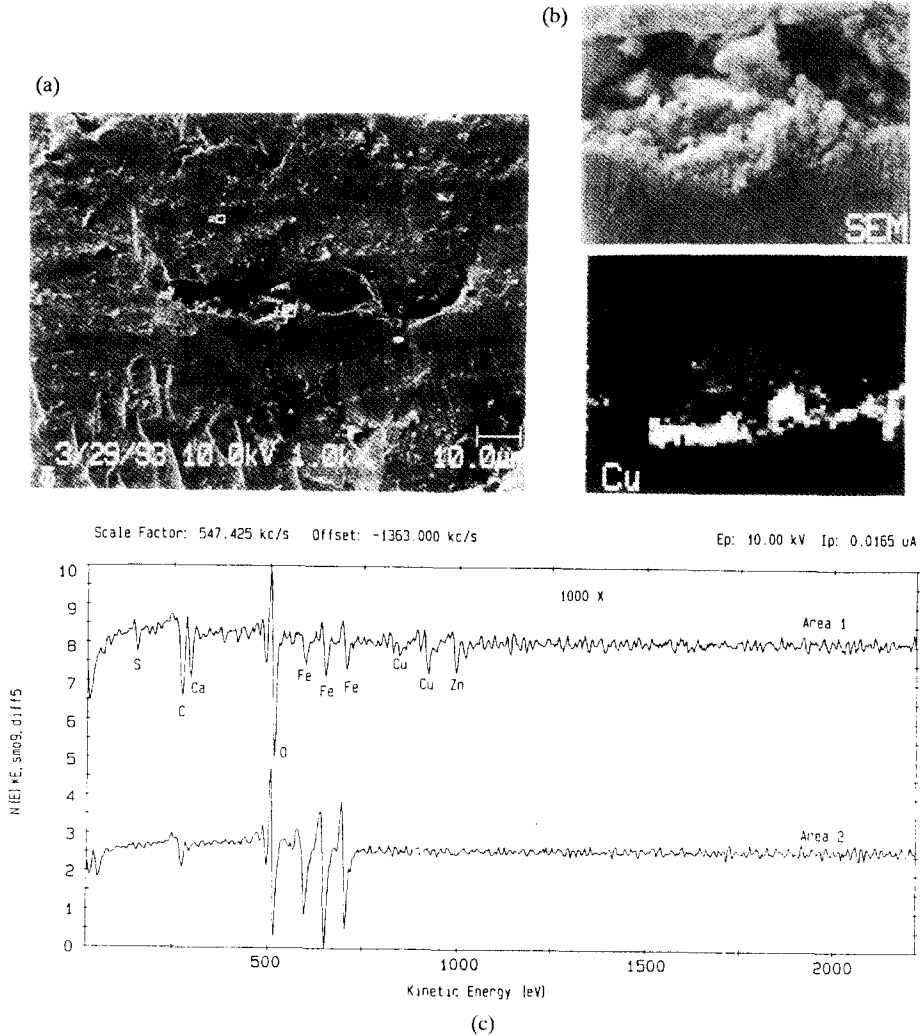 (b)
(a)
SEM
3/29/93 10.0kV 1.0kX 10.0µ
Cu
Scale Factor: 547.425 kc/s Offset: -1363.000 kc/s Ep: 10.00 kV Ip: 0.0165 uA
1000 X
Area 1
S
Ca
C
Fe
Fe
Fe
Cu
Cu
Zn
O
Area 2
N(E)*E,smo9,diff5
10
9
8
7
6
5
4
3
2
1
0
500 1000 1500 2000
Kinetic Energy (eV)
(c)